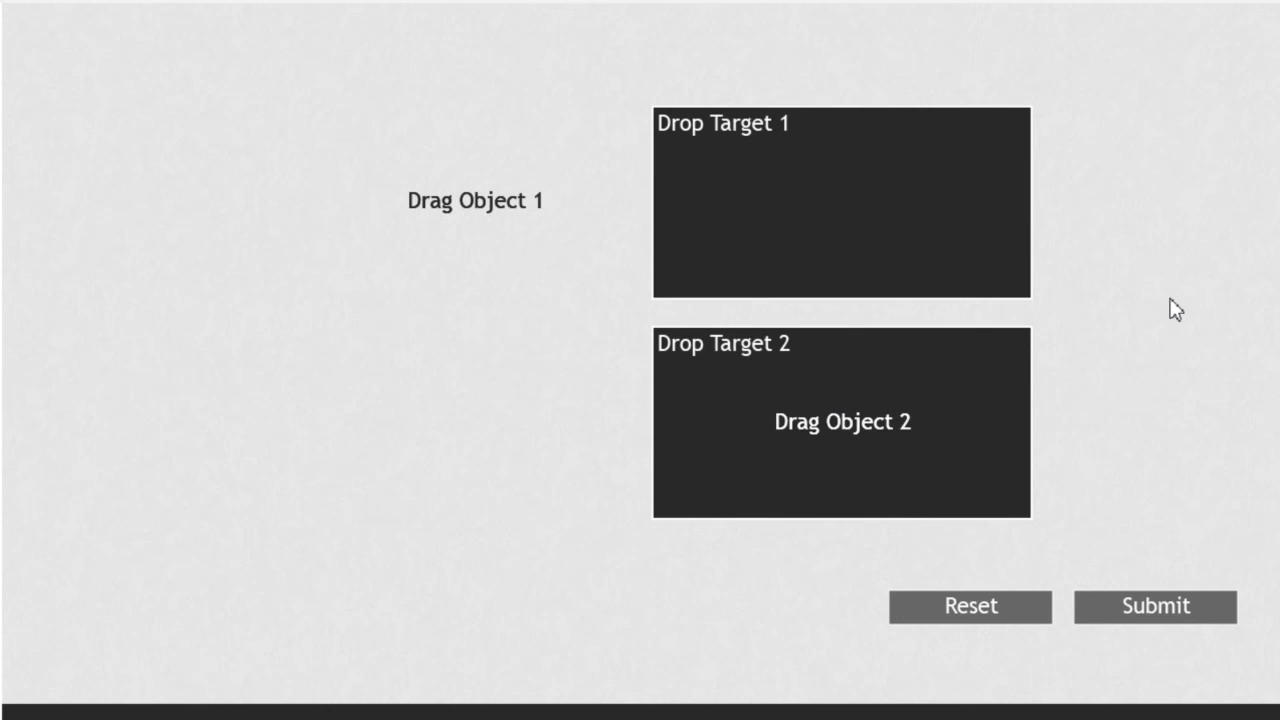 Drop Target 1
Drag Object 1
Drop Target 2
Drag Object 2
Reset
Submit